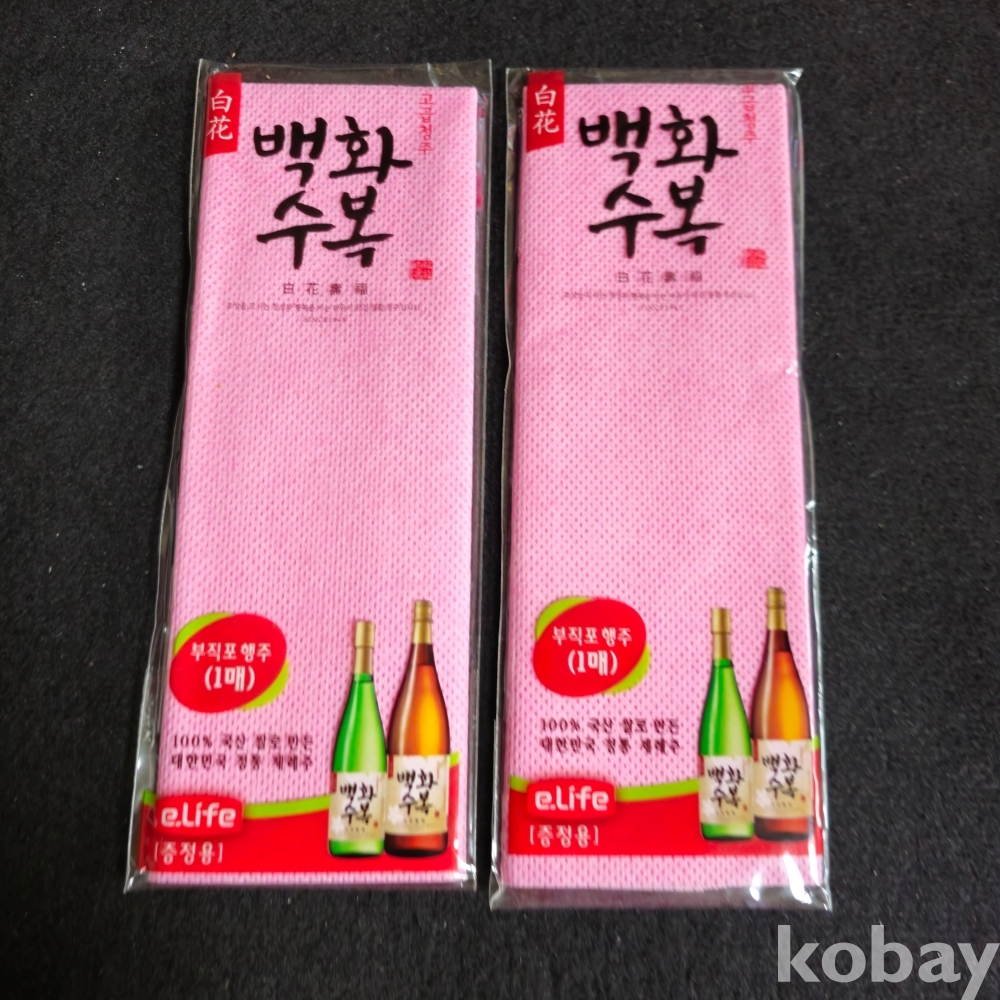 白花
고급청주
백화
수복
白花壽福
부직포 행주
(1매)
100% 국산 쌀로 만든
대한민국 정통 제례주
백화
수복
백화
수복
e.Life
[증정용]
白花
고급청주
백화
수복
白花壽福
부직포 행주
(1매)
100% 국산 쌀로 만든
대한민국 정통 제례주
백화
수복
백화
수복
e.Life
[증정용]
kobay